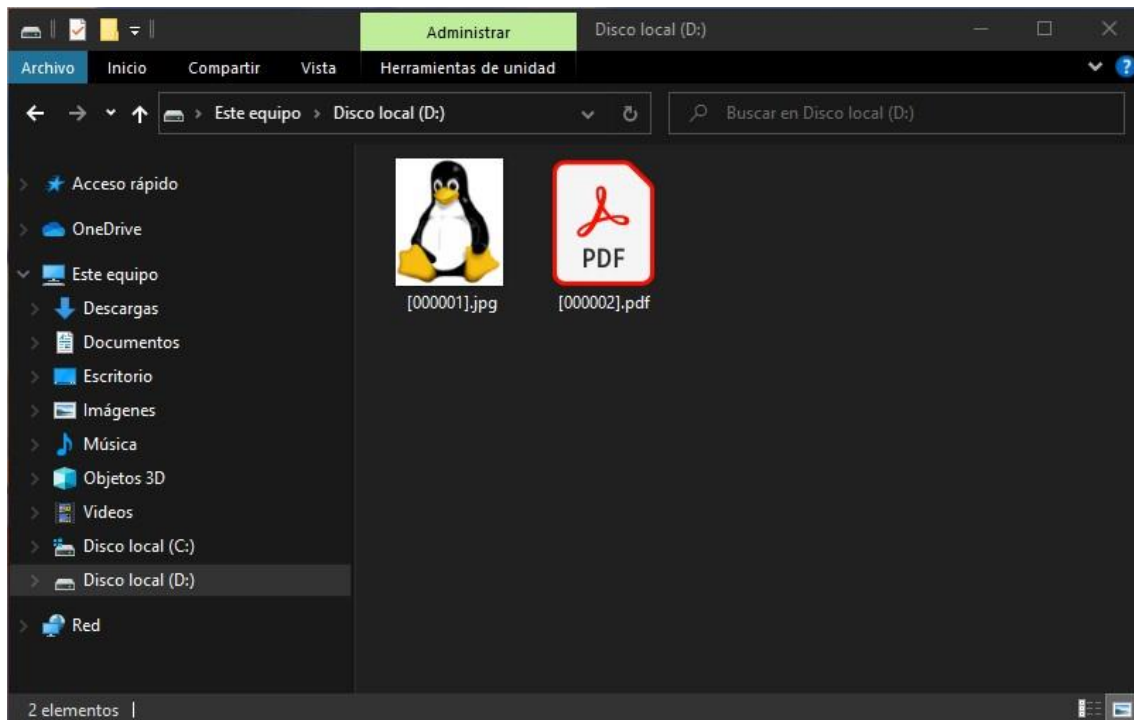 Administrar
Disco local (D:)
Archivo
Inicio
Compartir
Vista
Herramientas de unidad
?
Este equipo > Disco local (D:)
Buscar en Disco local (D:)
Acceso rápido
OneDrive
Este equipo
Descargas
Documentos
Escritorio
Imágenes
Música
Objetos 3D
Videos
Disco local (C:)
Disco local (D:)
Red
PDF
[000001].jpg
[000002].pdf
2 elementos